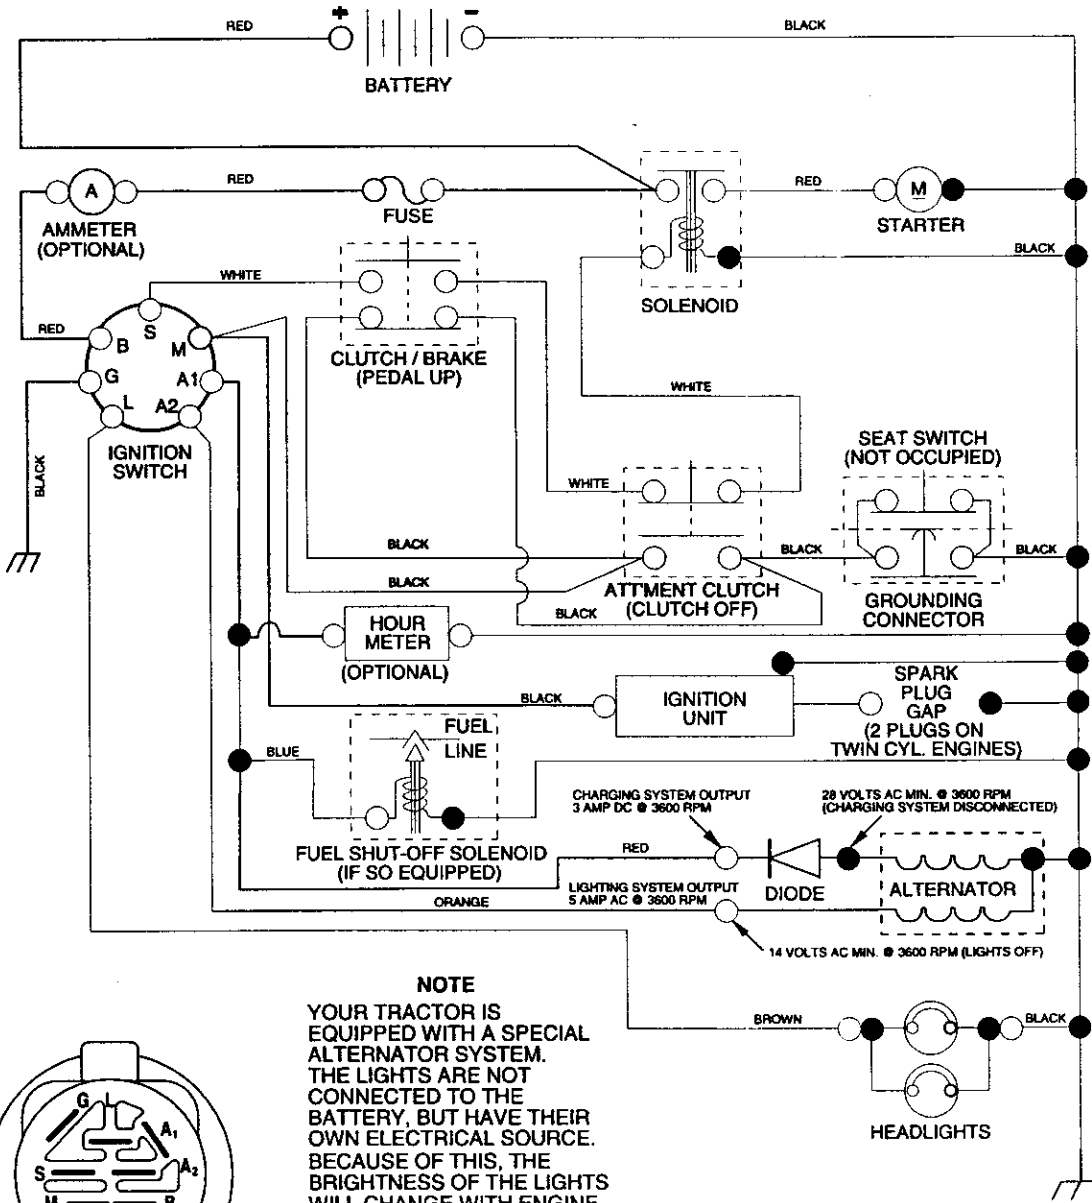 + -
RED
BLACK
BATTERY
A
RED
FUSE
RED
M
STARTER
AMMETER
(OPTIONAL)
BLACK
WHITE
SOLENOID
RED
S
B
M
G
A1
L
A2
CLUTCH / BRAKE
(PEDAL UP)
IGNITION
SWITCH
BLACK
WHITE
SEAT SWITCH
(NOT OCCUPIED)
WHITE
BLACK
BLACK
BLACK
BLACK
ATT'MENT CLUTCH
(CLUTCH OFF)
BLACK
GROUNDING
CONNECTOR
HOUR
METER
(OPTIONAL)
BLACK
IGNITION
UNIT
SPARK
PLUG
GAP
(2 PLUGS ON
TWIN CYL. ENGINES)
FUEL
LINE
BLUE
FUEL SHUT-OFF SOLENOID
(IF SO EQUIPPED)
CHARGING SYSTEM OUTPUT
3 AMP DC @ 3600 RPM
28 VOLTS AC MIN. @ 3600 RPM
(CHARGING SYSTEM DISCONNECTED)
RED
DIODE
ALTERNATOR
LIGHTING SYSTEM OUTPUT
5 AMP AC @ 3600 RPM
ORANGE
14 VOLTS AC MIN. @ 3600 RPM (LIGHTS OFF)
BROWN
BLACK
HEADLIGHTS
NOTE
YOUR TRACTOR IS
EQUIPPED WITH A SPECIAL
ALTERNATOR SYSTEM.
THE LIGHTS ARE NOT
CONNECTED TO THE
BATTERY, BUT HAVE THEIR
OWN ELECTRICAL SOURCE.
BECAUSE OF THIS, THE
BRIGHTNESS OF THE LIGHTS
WILL CHANGE WITH ENGINE
G L
A1
A2
S
M B